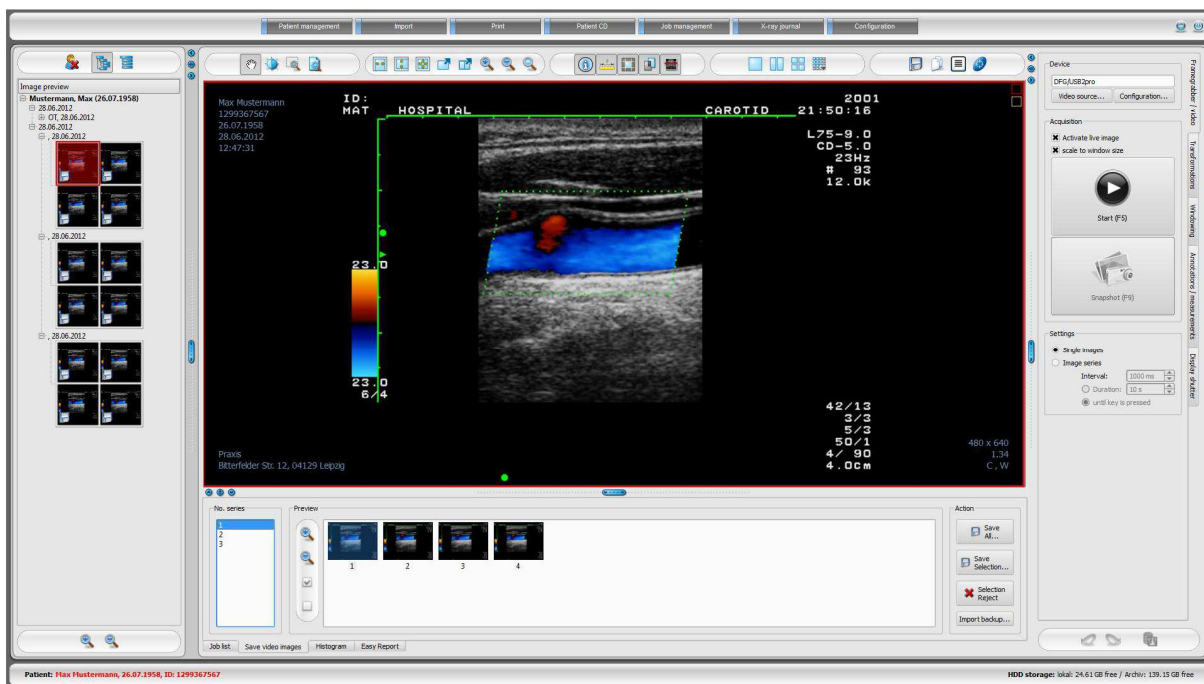 Patient management
Import
Print
Patient CD
Job management
X-ray journal
Configuration
Image preview
Mustermann, Max (26.07.1958)
28.06.2012
OT, 28.06.2012
28.06.2012
, 28.06.2012
, 28.06.2012
, 28.06.2012
Max Mustermann
1299367567
26.07.1958
28.06.2012
12:47:31
ID:
MAT HOSPITAL CAROTID
2001
21:50:16
L75-9.0
CD-5.0
23Hz
# 93
12.0k
23.0
23.0
6/4
42/13
3/3
5/3
50/1
4/ 90
4.0cm
Praxis
Bitterfelder Str. 12, 04129 Leipzig
480 x 640
1.34
C , W
No. series
1
2
3
Preview
1
2
3
4
Action
Save All...
Save Selection...
Selection Reject
Import backup...
Job list
Save video images
Histogram
Easy Report
Device
DFG/USB2pro
Video source...
Configuration...
Acquisition
Activate live image
scale to window size
Start (F5)
Snapshot (F9)
Settings
Single images
Image series
Interval: 1000 ms
Duration: 10 s
until key is pressed
Framegrabber / video
Transformations
Windowing
Annotations / measurements
Display shutter
Patient: Max Mustermann, 26.07.1958, ID: 1299367567
HDD storage: lokal: 24.61 GB free / Archiv: 139.15 GB free